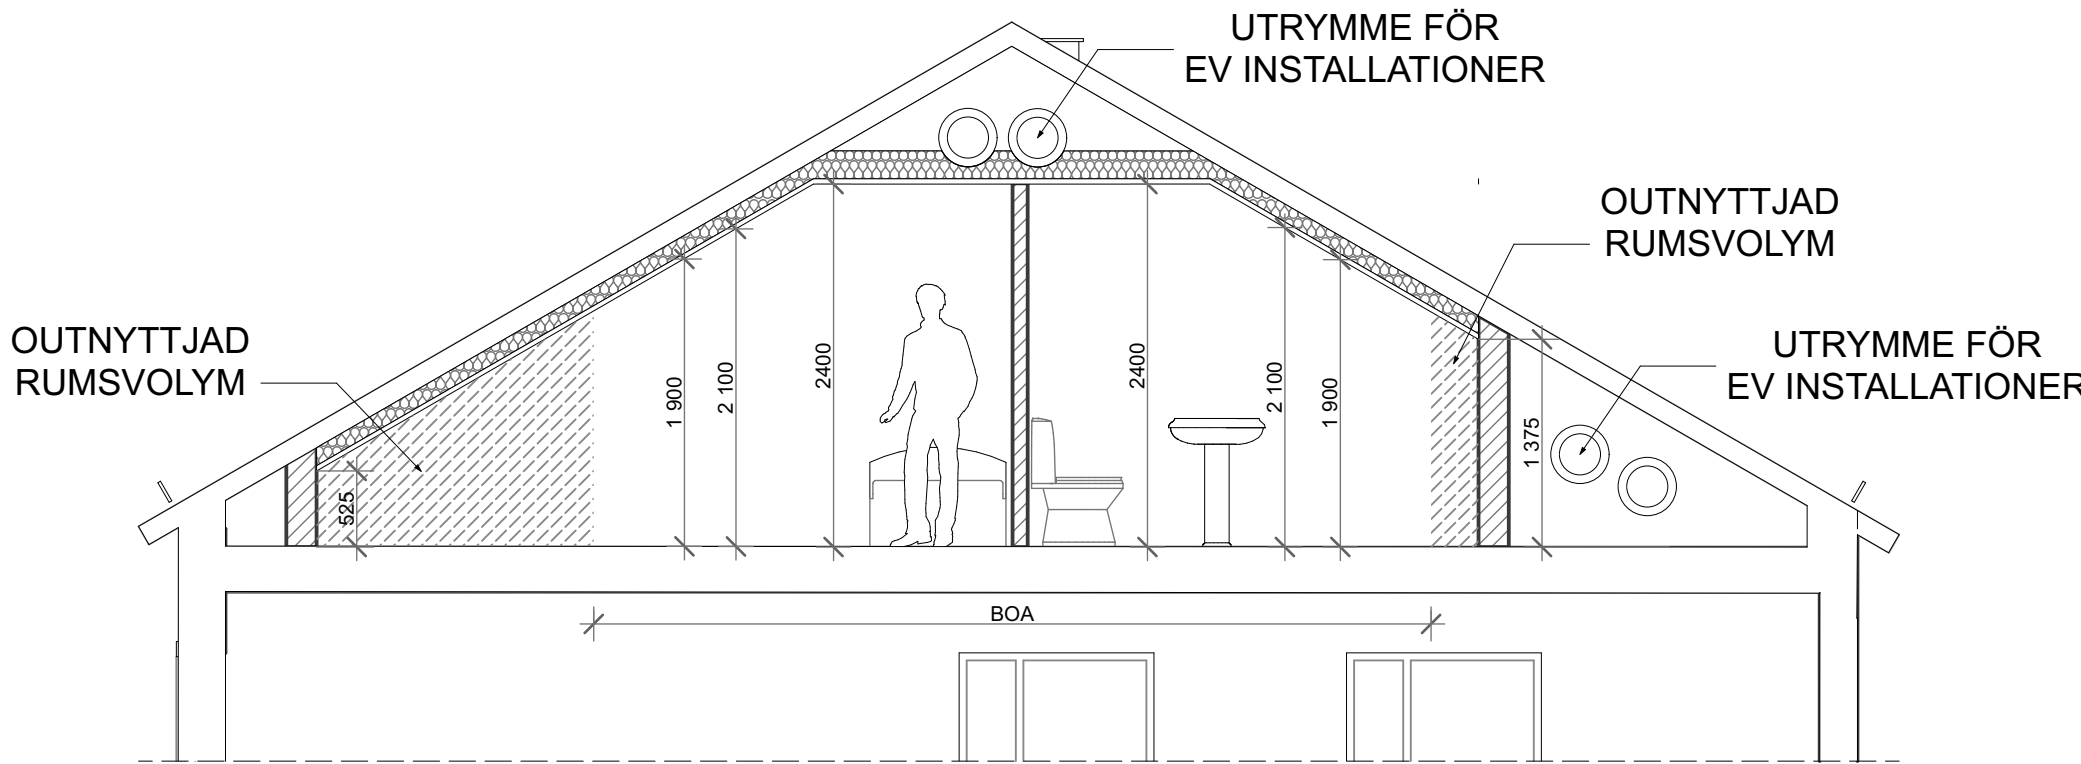 UTRYMME FÖR
EV INSTALLATIONER
OUTNYTTJAD
RUMSVOLYM
UTRYMME FÖR
EV INSTALLATIONER
OUTNYTTJAD
RUMSVOLYM
525
1 900
2 100
2400
2400
2 100
1 900
1 375
BOA